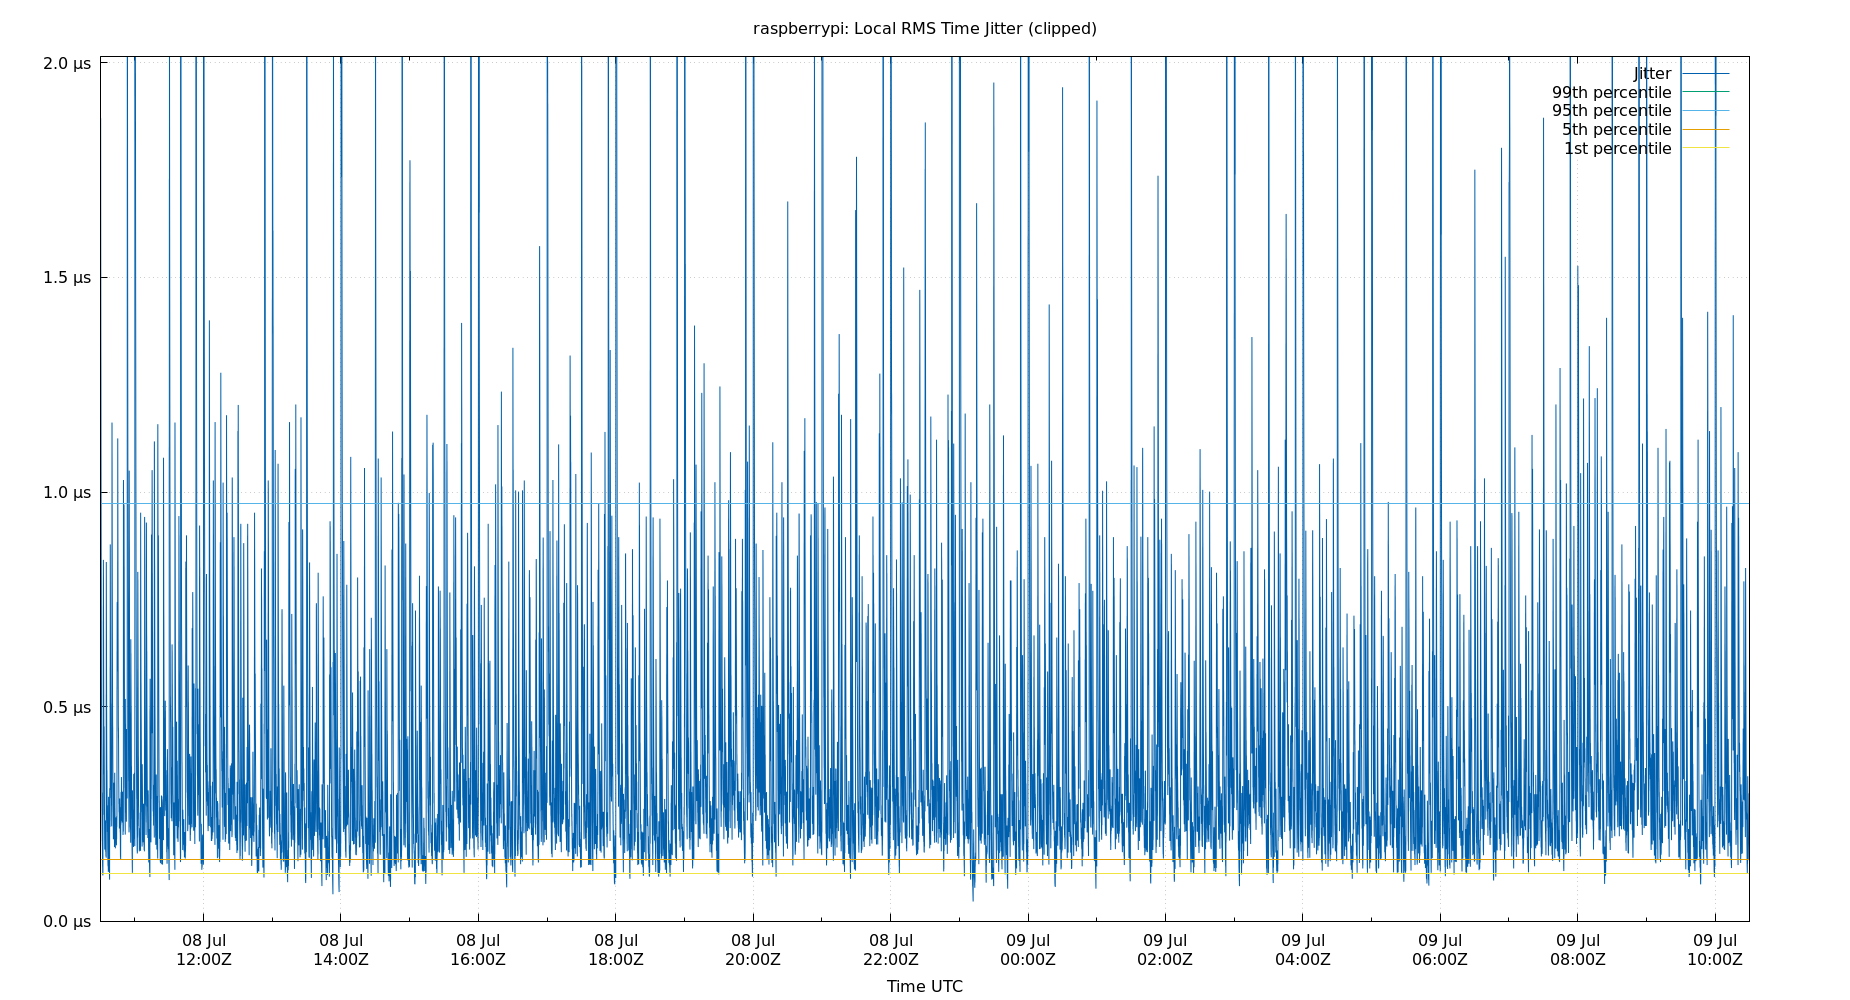 raspberrypi: Local RMS Time Jitter (clipped)
2.0 μs
1.5 μs
1.0 μs
0.5 μs
0.0 μs
Jitter
99th percentile
95th percentile
5th percentile
1st percentile
08 Jul 08 Jul 08 Jul 08 Jul 08 Jul 08 Jul 09 Jul 09 Jul 09 Jul 09 Jul 09 Jul 09 Jul
12:00Z 14:00Z 16:00Z 18:00Z 20:00Z 22:00Z 00:00Z 02:00Z 04:00Z 06:00Z 08:00Z 10:00Z
Time UTC